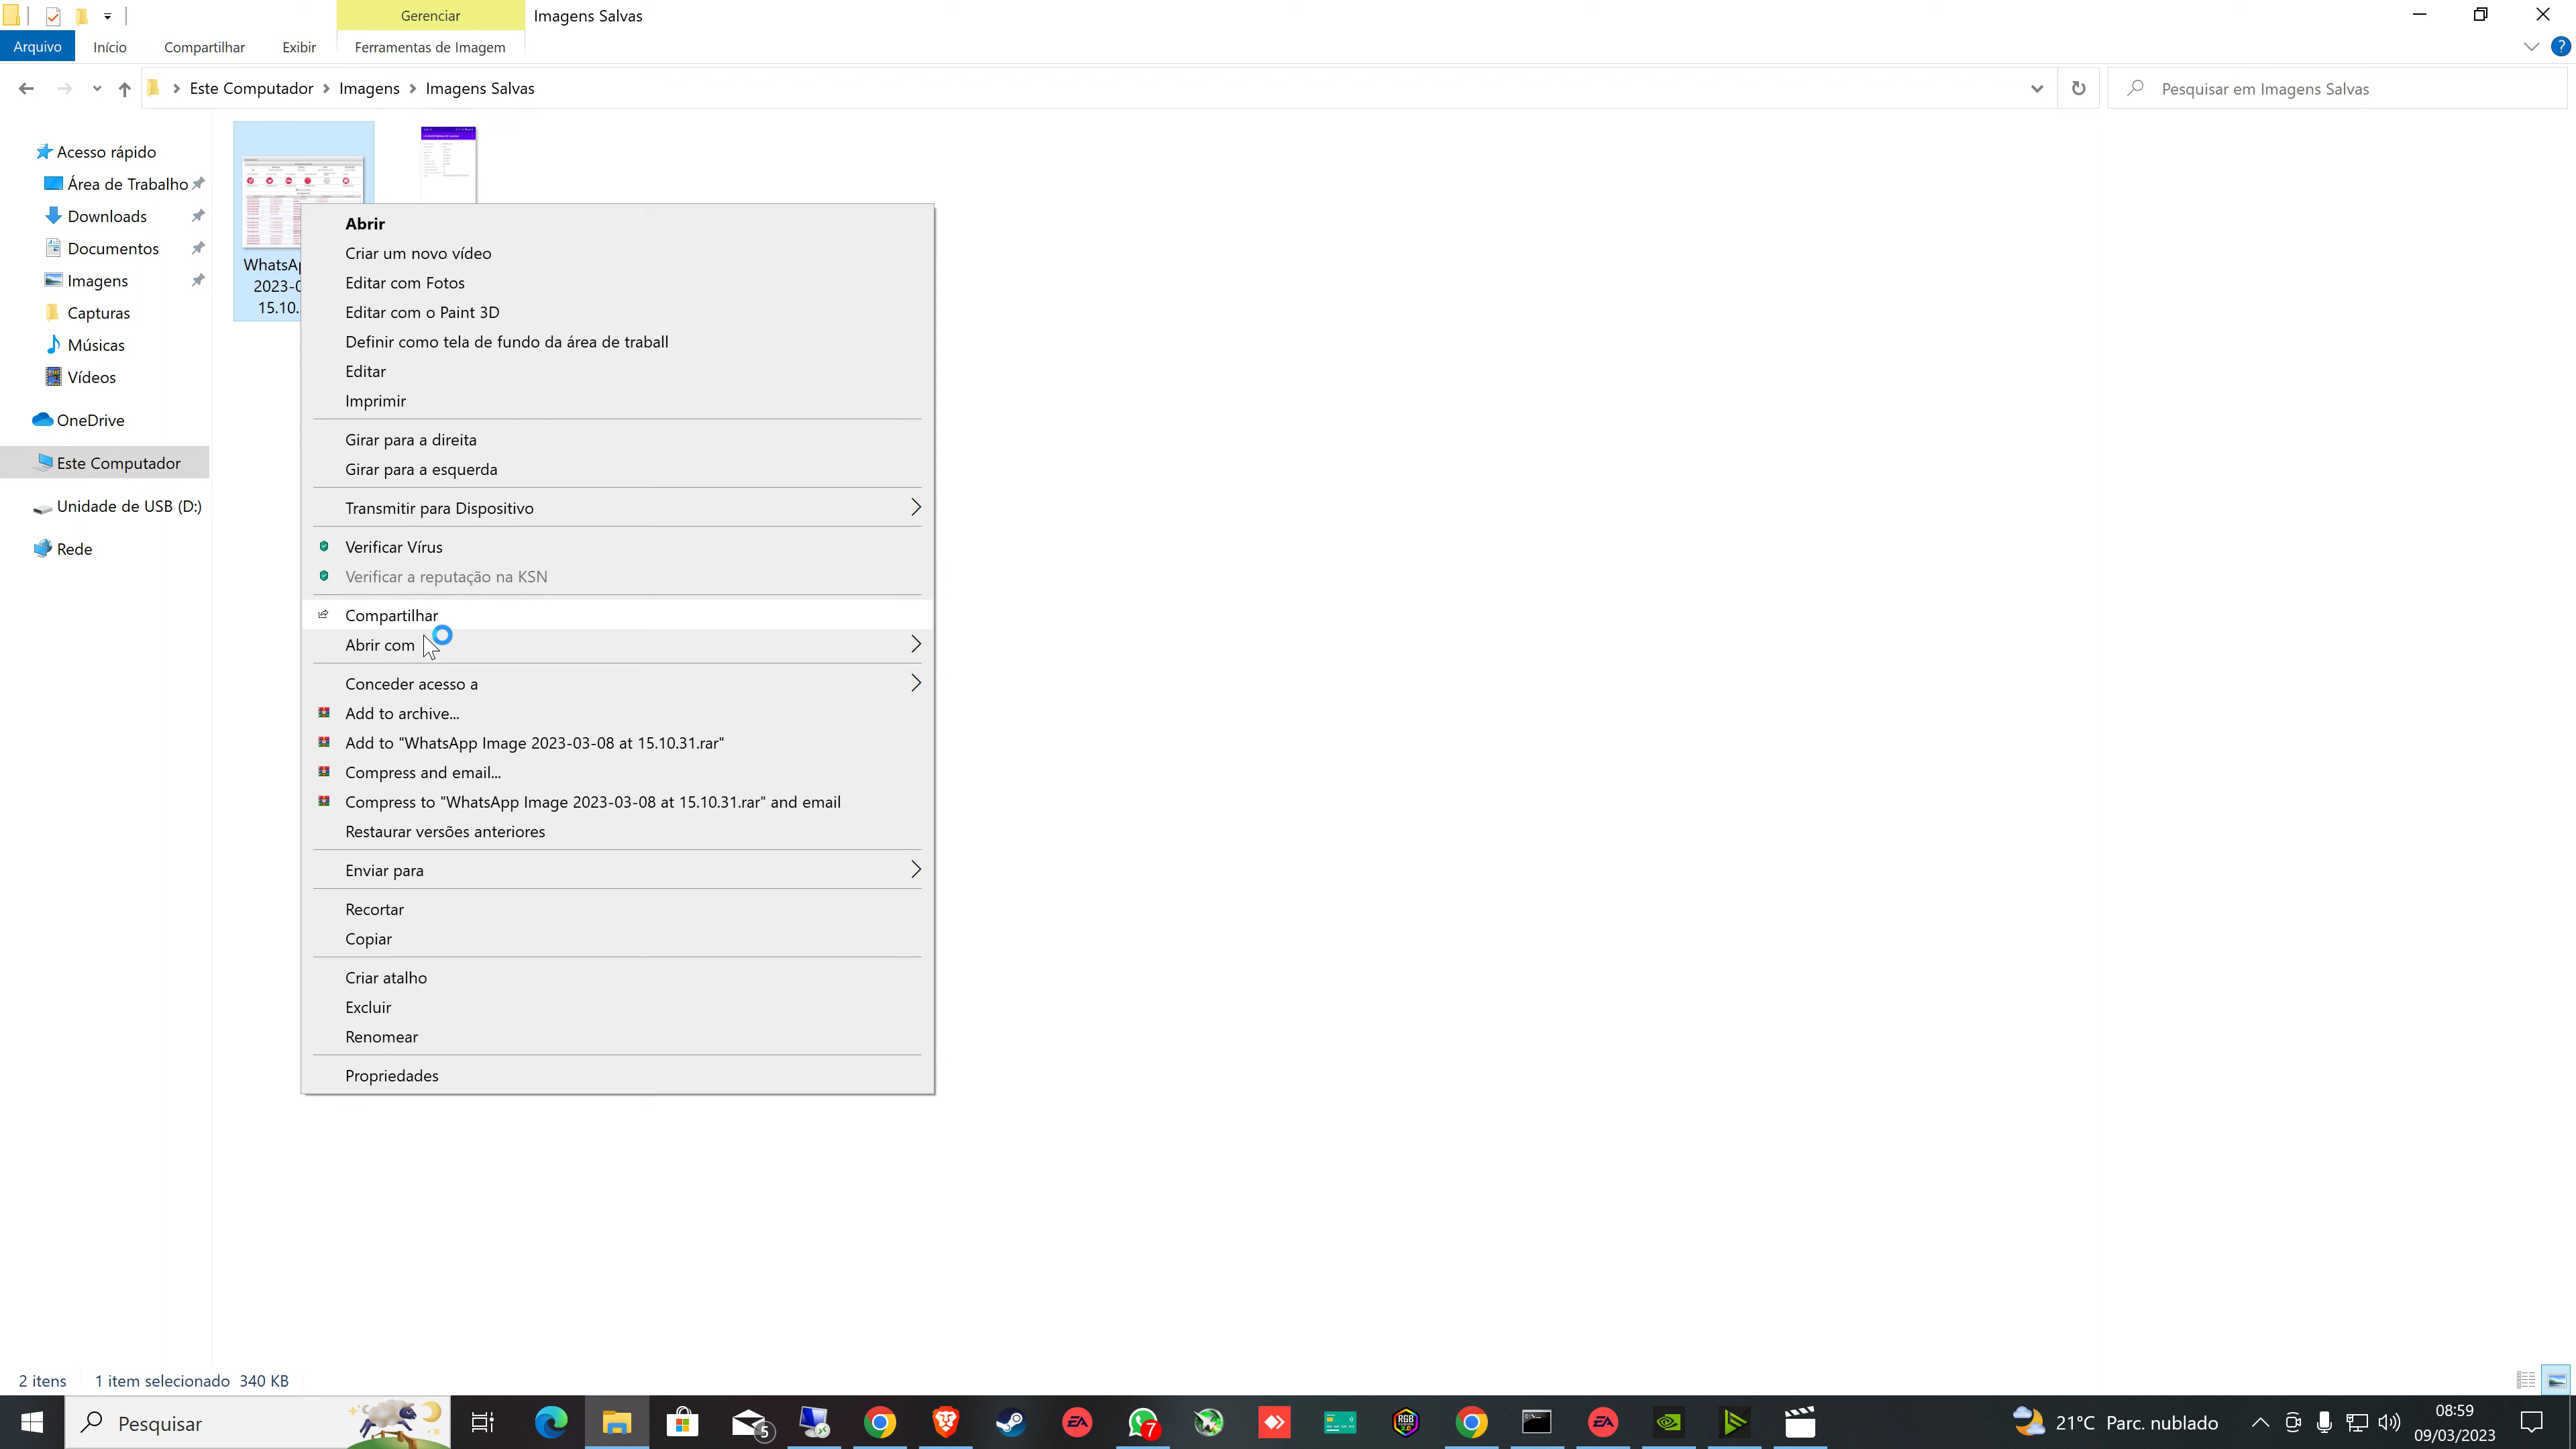 Gerenciar
Imagens Salvas
Arquivo
Início
Compartilhar
Exibir
Ferramentas de Imagem
?
Este Computador
Imagens
Imagens Salvas
Pesquisar em Imagens Salvas
Acesso rápido
Área de Trabalho
Downloads
Documentos
Imagens
Capturas
Músicas
Vídeos
OneDrive
Este Computador
Unidade de USB (D:)
Rede
WhatsAp
2023-0
15.10.
Abrir
Criar um novo vídeo
Editar com Fotos
Editar com o Paint 3D
Definir como tela de fundo da área de traball
Editar
Imprimir
Girar para a direita
Girar para a esquerda
Transmitir para Dispositivo
Verificar Vírus
Verificar a reputação na KSN
Compartilhar
Abrir com
Conceder acesso a
Add to archive...
Add to "WhatsApp Image 2023-03-08 at 15.10.31.rar"
Compress and email...
Compress to "WhatsApp Image 2023-03-08 at 15.10.31.rar" and email
Restaurar versões anteriores
Enviar para
Recortar
Copiar
Criar atalho
Excluir
Renomear
Propriedades
2 itens
1 item selecionado 340 KB
Pesquisar
5
EA
7
RGB
EA
21°C Parc. nublado
08:59
09/03/2023